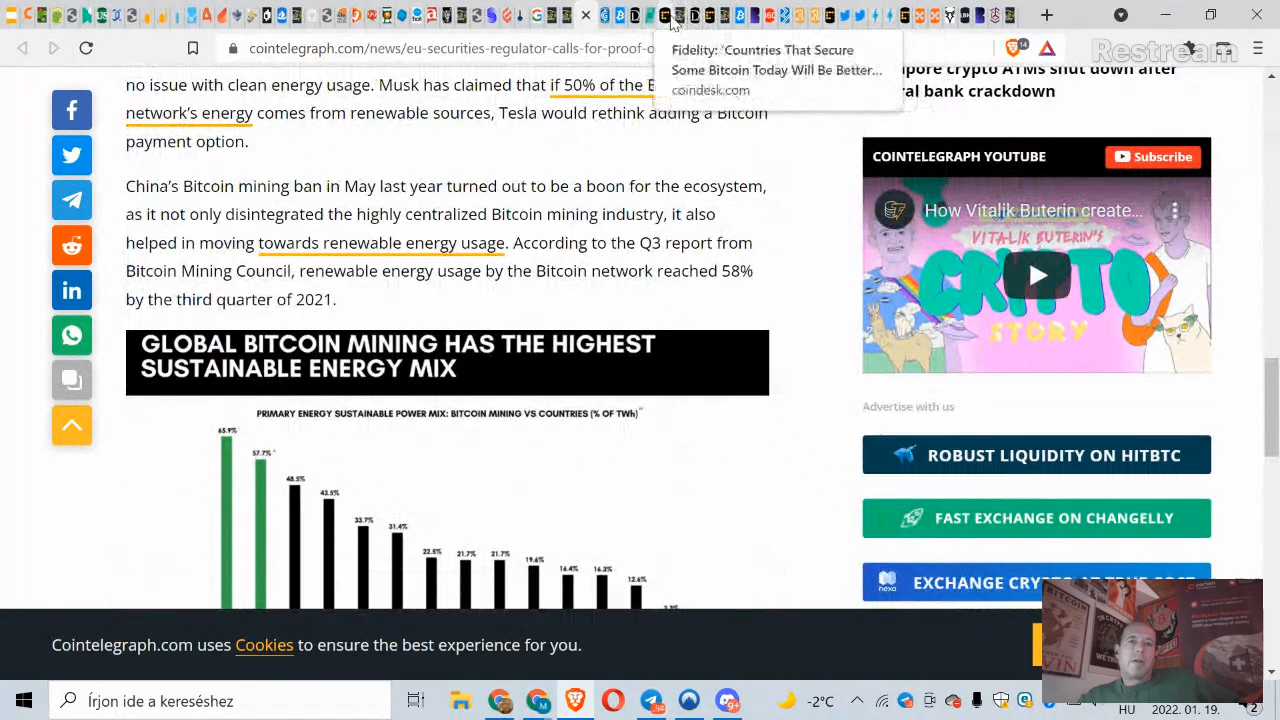 cointelegraph.com/news/eu-securities-regulator-calls-for-proof-o
Fidelity: 'Countries That Secure
Some Bitcoin Today Will Be Better...
coindesk.com
14
Restream
no issue with clean energy usage. Musk has claimed that if 50% of the B
network's energy comes from renewable sources, Tesla would rethink adding a Bitcoin
payment option.
China's Bitcoin mining ban in May last year turned out to be a boon for the ecosystem,
as it not only disintegrated the highly centralized Bitcoin mining industry, it also
helped in moving towards renewable energy usage. According to the Q3 report from
Bitcoin Mining Council, renewable energy usage by the Bitcoin network reached 58%
by the third quarter of 2021.
GLOBAL BITCOIN MINING HAS THE HIGHEST
SUSTAINABLE ENERGY MIX
PRIMARY ENERGY SUSTAINABLE POWER MIX: BITCOIN MINING VS COUNTRIES (% OF TWh)
65.9%
57.7%
48.5%
43.5%
33.7%
31.4%
22.5%
21.7%
21.7%
19.6%
16.4%
16.3%
12.6%
pore crypto ATMs shut down after
al bank crackdown
COINTELEGRAPH YOUTUBE
Subscribe
How Vitalik Buterin create...
VITALIK BUTERIN'S
CRYPTO
STORY
Advertise with us
ROBUST LIQUIDITY ON HITBTC
FAST EXCHANGE ON CHANGELLY
nexo
Cointelegraph.com uses Cookies to ensure the best experience for you.
BITCOIN
Írjon ide a kereséshez
9+
-2°C
HU
2022. 01. 19.
2